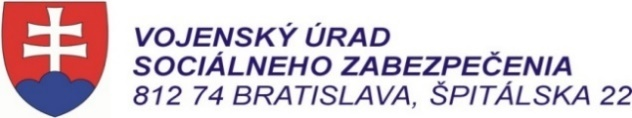 VOJENSKÝ ÚRAD
SOCIÁLNEHO ZABEZPEČENIA
812 74 BRATISLAVA, ŠPITÁLSKA 22